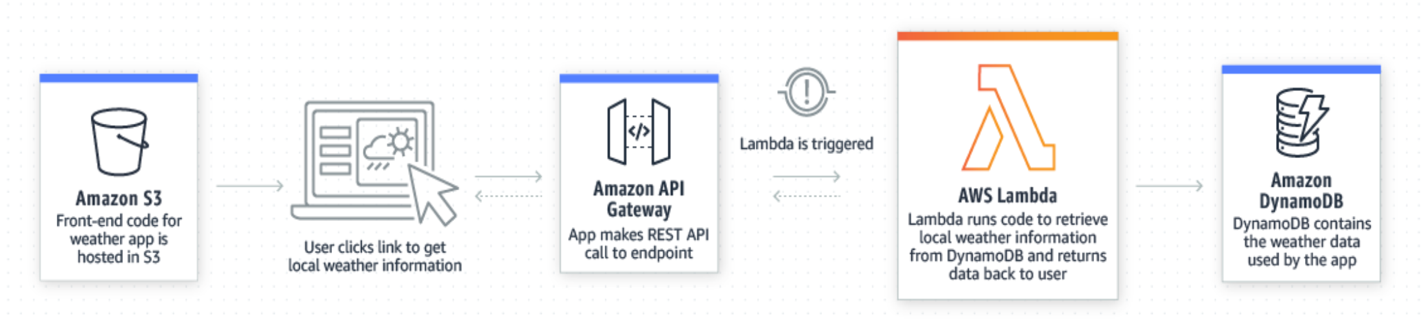 Amazon S3
Front-end code for
weather app is
hosted in S3
User clicks link to get
local weather information
</>
Amazon API
Gateway
App makes REST API
call to endpoint
!
Lambda is triggered
AWS Lambda
Lambda runs code to retrieve
local weather information
from DynamoDB and returns
data back to user
Amazon
DynamoDB
DynamoDB contains
the weather data
used by the app